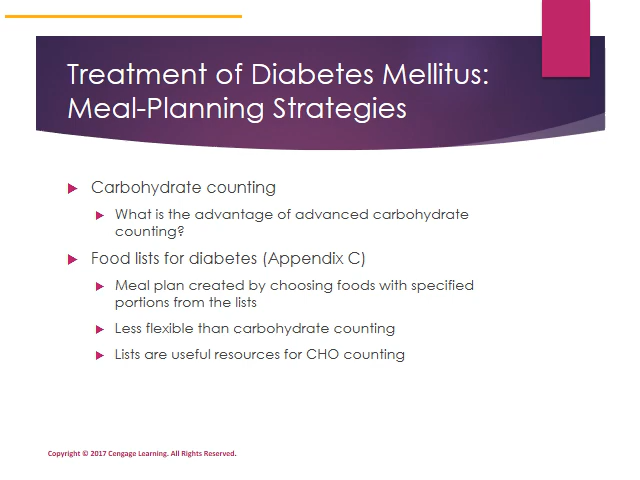 Treatment of Diabetes Mellitus:
Meal-Planning Strategies
Carbohydrate counting
What is the advantage of advanced carbohydrate
counting?
Food lists for diabetes (Appendix C)
Meal plan created by choosing foods with specified
portions from the lists
Less flexible than carbohydrate counting
Lists are useful resources for CHO counting
Copyright © 2017 Cengage Learning. All Rights Reserved.